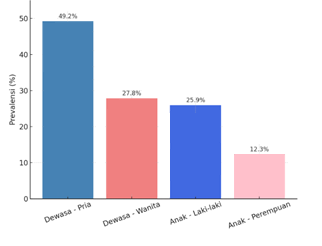 Prevalensi (%)
50
40
30
20
10
0
49.2%
27.8%
25.9%
12.3%
Dewasa - Pria
Dewasa - Wanita
Anak - Laki-laki
Anak - Perempuan